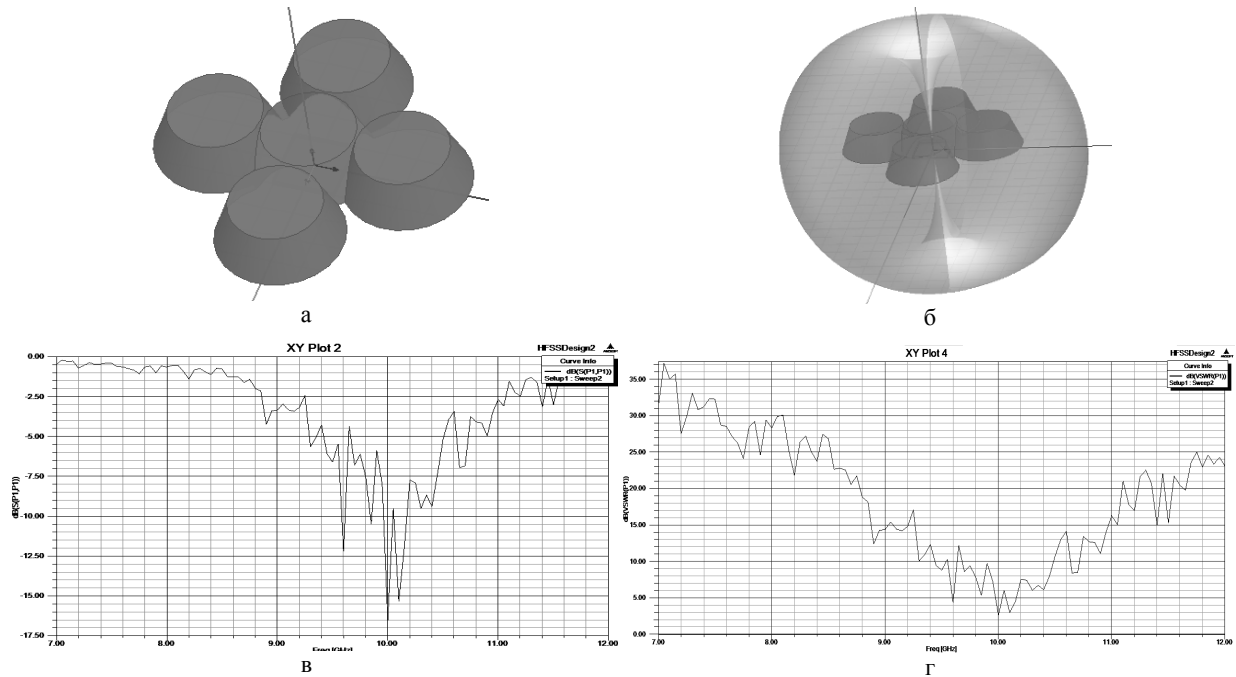 а
б
XY Plot 2
HFSSDesign2
ANSOFT
Curve Info
dB(S(P1,P1))
Setup1 : Sweep2
0.00
-2.50
-5.00
-7.50
-10.00
-12.50
-15.00
-17.50
dB(S(P1,P1))
7.00
8.00
9.00
10.00
11.00
12.00
Freq [GHz]
в
XY Plot 4
HFSSDesign2
ANSOFT
Curve Info
dB(VSWR(P1))
Setup1 : Sweep2
35.00
30.00
25.00
20.00
15.00
10.00
5.00
0.00
dB(VSWR(P1))
7.00
8.00
9.00
10.00
11.00
12.00
Freq [GHz]
г